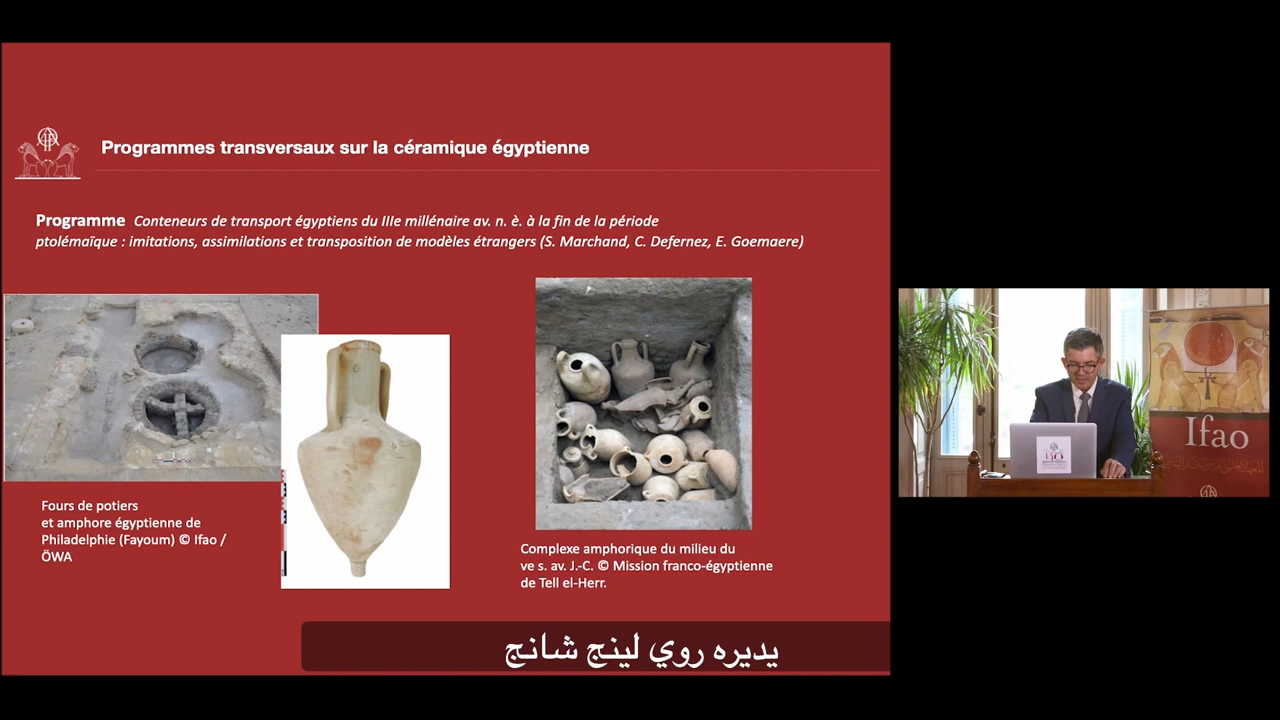 Programmes transversaux sur la céramique égyptienne
Programme Conteneurs de transport égyptiens du IIIe millénaire av. n. è. à la fin de la période
ptolémaïque : imitations, assimilations et transposition de modèles étrangers (S. Marchand, C. Defernez, E. Goemaere)
Fours de potiers
et amphore égyptienne de
Philadelphie (Fayoum) © Ifao /
ÖWA
Complexe amphorique du milieu du
ve s. av. J.-C. © Mission franco-égyptienne
de Tell el-Herr.
يديره روي لينج شانج
Ifao